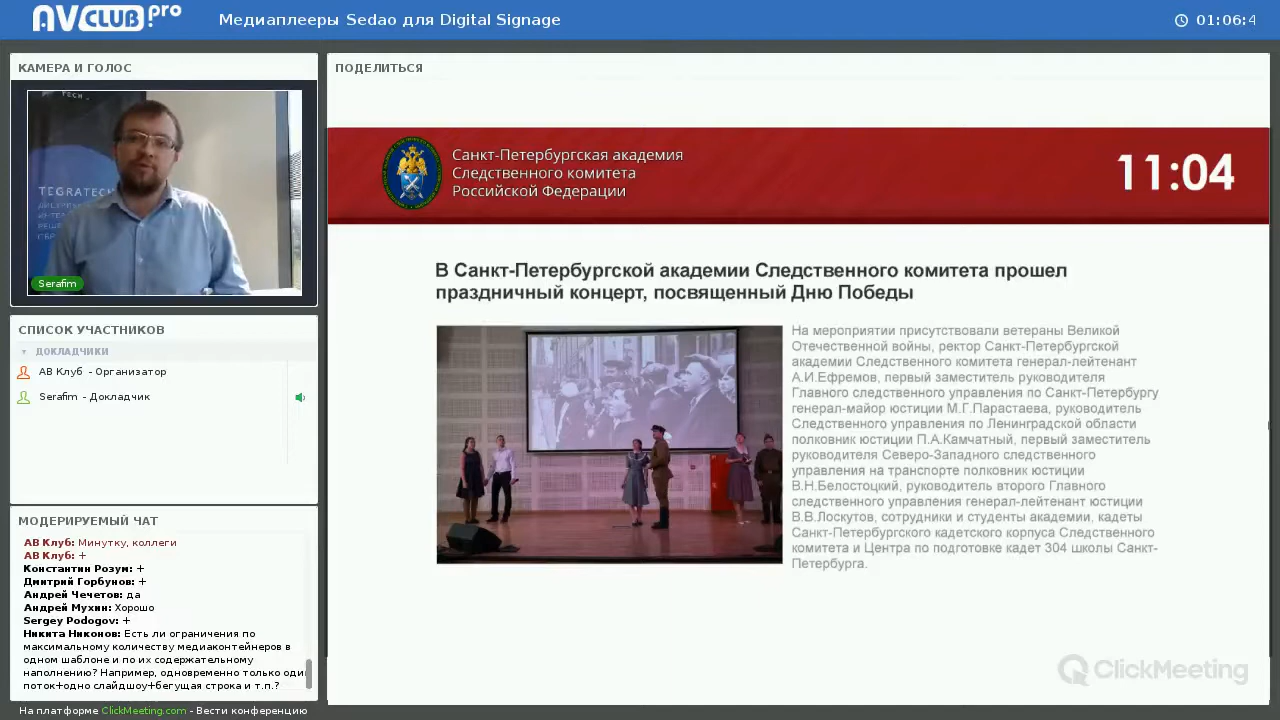 AVCLUBpro
Медиаплееры Sedao для Digital Signage
01:06:4
КАМЕРА И ГОЛОС
TECH
TEGRATECH
Serafim
СПИСОК УЧАСТНИКОВ
ДОКЛАДЧИКИ
АВ Клуб - Организатор
Serafim - Докладчик
МОДЕРИРУЕМЫЙ ЧАТ
АВ Клуб: Минутку, коллеги
АВ Клуб: +
Константин Розум: +
Дмитрий Горбунов: +
Андрей Чечетов: да
Андрей Мухин: Хорошо
Sergey Podogov: +
Никита Никонов: Есть ли ограничения по
максимальному количеству медиаконтейнеров в
одном шаблоне и по их содержательному
наполнению? Например, одновременно только оди
поток+одно слайдшоу+бегущая строка и т.п.?
На платформе ClickMeeting.com - Вести конференцию
ПОДЕЛИТЬСЯ
Санкт-Петербургская академия
Следственного комитета
Российской Федерации
11:04
В Санкт-Петербургской академии Следственного комитета прошел
праздничный концерт, посвященный Дню Победы
На мероприятии присутствовали ветераны Великой
Отечественной войны, ректор Санкт-Петербургской
академии Следственного комитета генерал-лейтенант
А.И.Ефремов, первый заместитель руководителя
Главного следственного управления по Санкт-Петербургу
генерал-майор юстиции М.Г.Парастаева, руководитель
Следственного управления по Ленинградской области
полковник юстиции П.А.Камчатный, первый заместитель
руководителя Северо-Западного следственного
управления на транспорте полковник юстиции
В.Н.Белостоцкий, руководитель второго Главного
следственного управления генерал-лейтенант юстиции
В.В.Лоскутов, сотрудники и студенты академии, кадеты
Санкт-Петербургского кадетского корпуса Следственного
комитета и Центра по подготовке кадет 304 школы Санкт-
Петербурга.
ClickMeeting